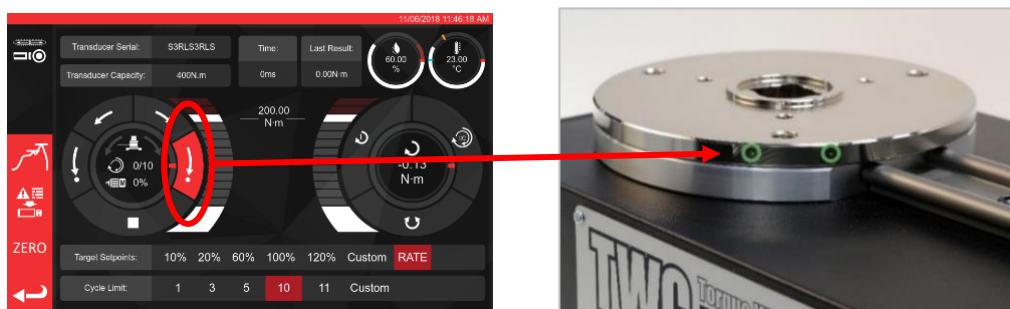 11/06/2018 11:46:18 AM
Transducer Serial: S3RLS3RLS Time: Last Result:
Transducer Capacity: 400N.m 0ms 0.00N·m
60.00
%
23.00
°C
200.00
N·m
0/10
0%
-0.13
N·m
ZERO
Target Setpoints: 10% 20% 60% 100% 120% Custom RATE
Cycle Limit: 1 3 5 10 11 Custom
TWC